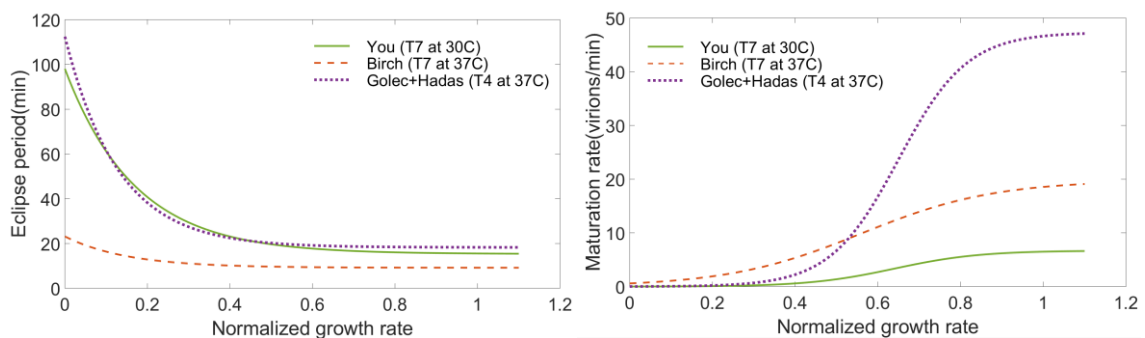 120
100
80
60
40
20
0
Eclipse period(min)
You (T7 at 30C)
Birch (T7 at 37C)
Golec+Hadas (T4 at 37C)
0 0.2 0.4 0.6 0.8 1 1.2
Normalized growth rate
50
40
30
20
10
0
Maturation rate(virions/min)
You (T7 at 30C)
Birch (T7 at 37C)
Golec+Hadas (T4 at 37C)
0 0.2 0.4 0.6 0.8 1 1.2
Normalized growth rate